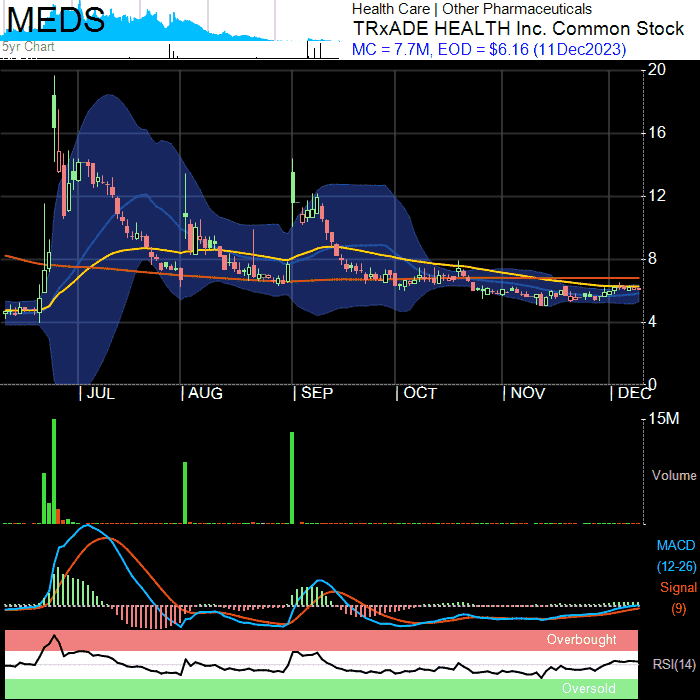 MEDS
5yr Chart
Health Care | Other Pharmaceuticals
TRxADE HEALTH Inc. Common Stock
MC = 7.7M, EOD = $6.16 (11Dec2023)
20
16
12
8
4
0
| JUL | AUG | SEP | OCT | NOV | DEC
15M
Volume
MACD
(12-26)
Signal
(9)
Overbought
RSI(14)
Oversold